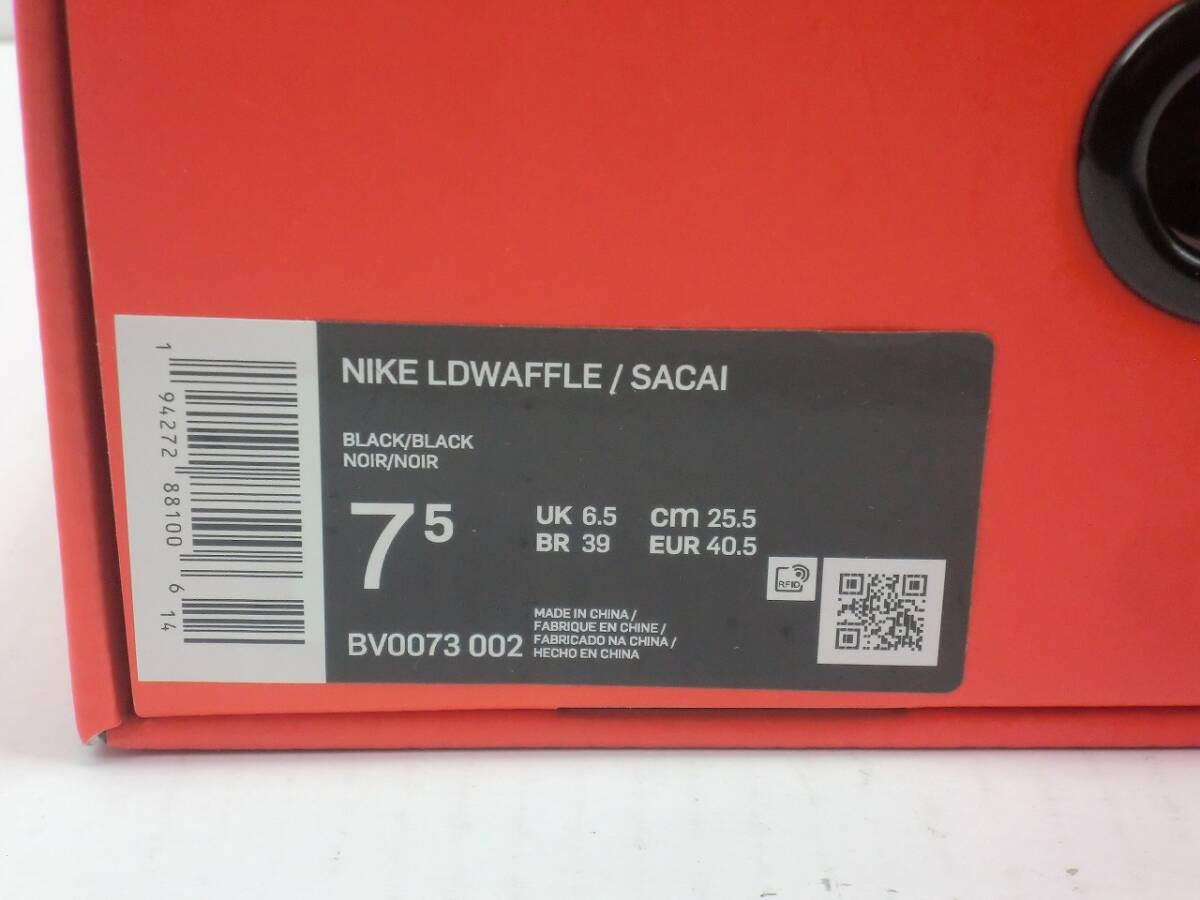 NIKE LDWAFFLE / SACAI
BLACK/BLACK
NOIR/NOIR
7 5
UK 6.5 cm 25.5
BR 39 EUR 40.5
RFID
BV0073 002
MADE IN CHINA /
FABRIQUE EN CHINE /
FABRICADO NA CHINA /
HECHO EN CHINA
1 94272 88100 6 14